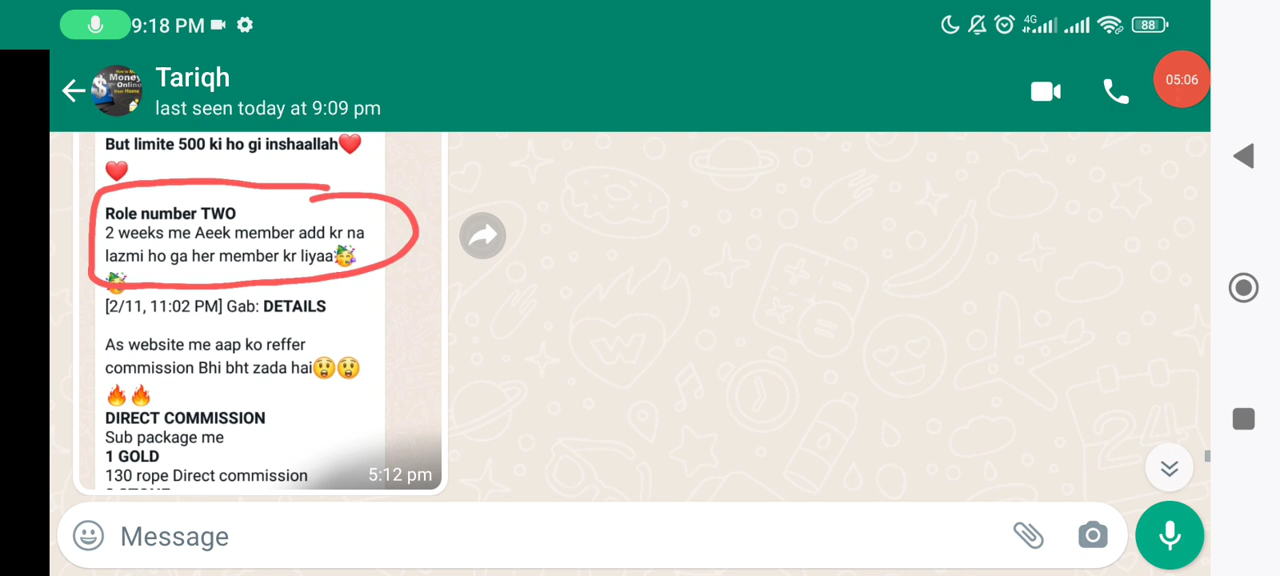 9:18 PM
4G
88
Tariqh
last seen today at 9:09 pm
05:06
But limite 500 ki ho gi inshaallah❤️
❤️
Role number TWO
2 weeks me Aeek member add kr na
lazmi ho ga her member kr liyaa🥳
🥳
[2/11, 11:02 PM] Gab: DETAILS
As website me aap ko reffer
commission Bhi bht zada hai😲😲
🔥🔥
DIRECT COMMISSION
Sub package me
1 GOLD
130 rope Direct commission
5:12 pm
Message